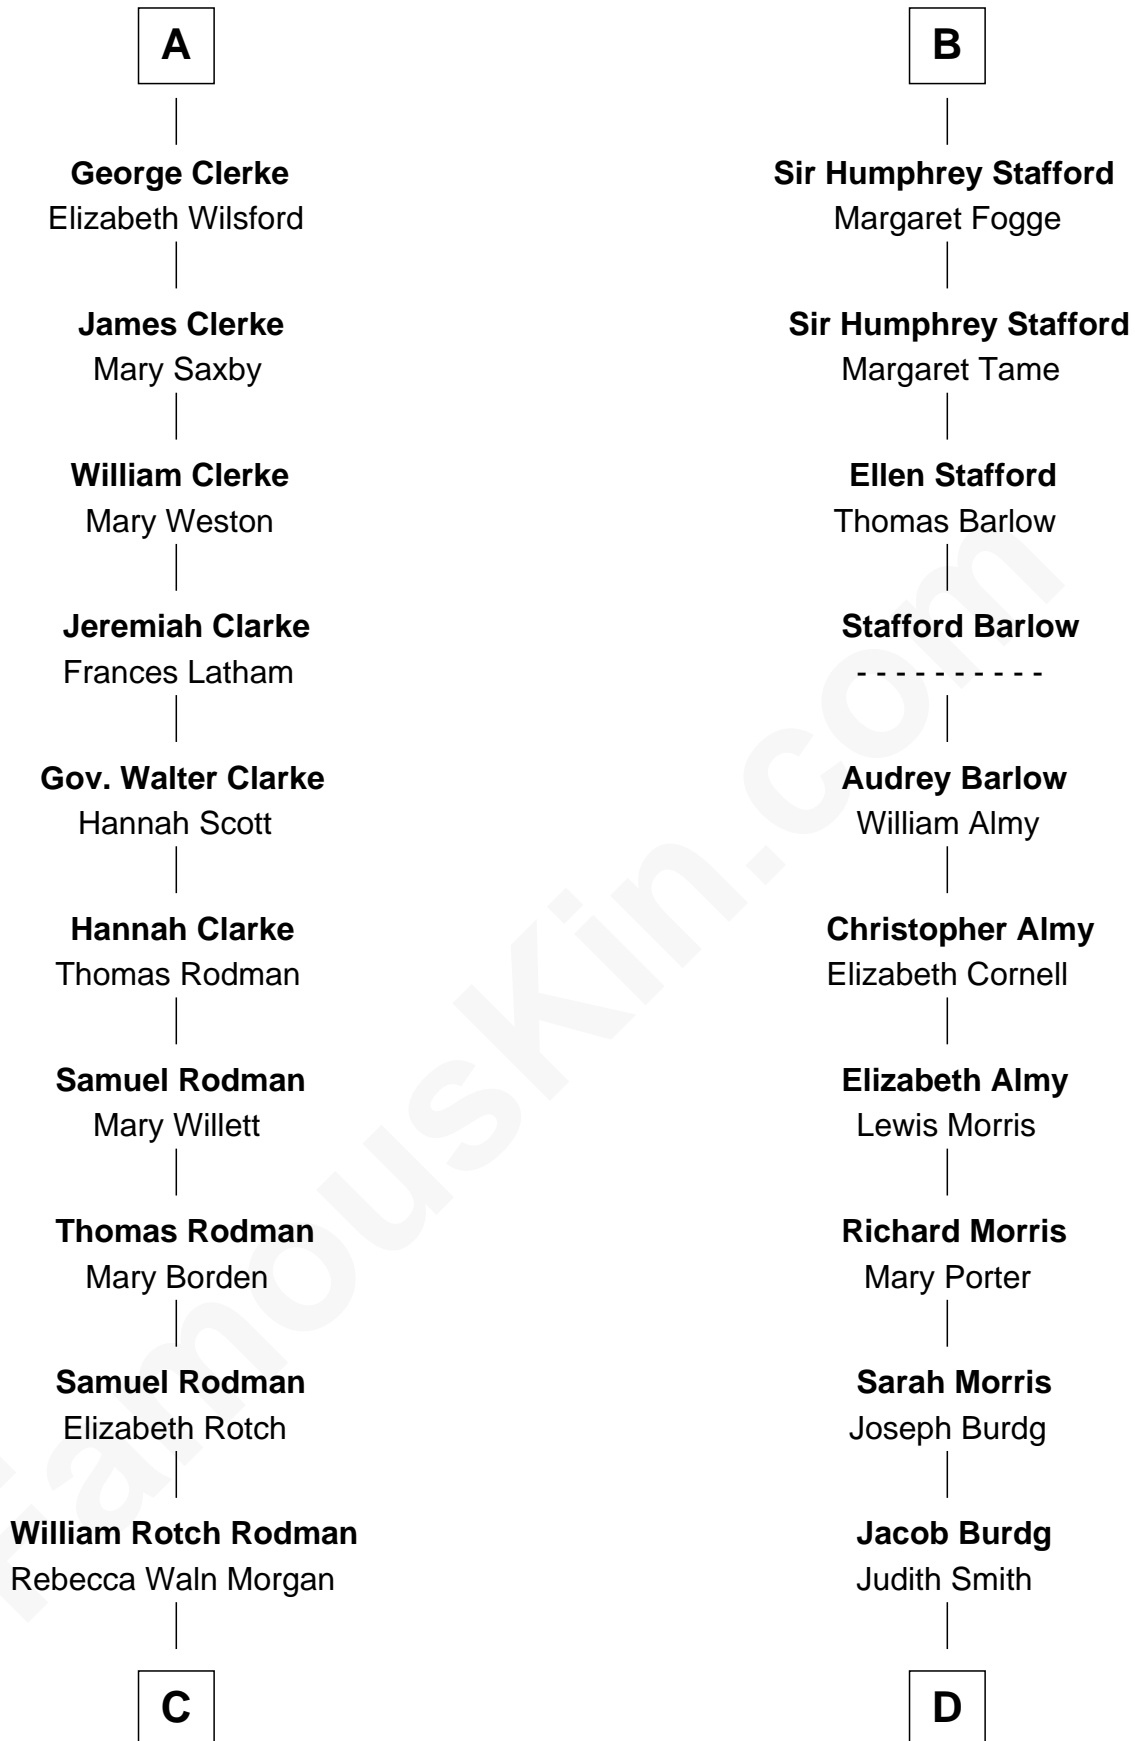 A
George Clerke
Elizabeth Wilsford
James Clerke
Mary Saxby
William Clerke
Mary Weston
Jeremiah Clarke
Frances Latham
Gov. Walter Clarke
Hannah Scott
Hannah Clarke
Thomas Rodman
Samuel Rodman
Mary Willett
Thomas Rodman
Mary Borden
Samuel Rodman
Elizabeth Rotch
William Rotch Rodman
Rebecca Waln Morgan
C
B
Sir Humphrey Stafford
Margaret Fogge
Sir Humphrey Stafford
Margaret Tame
Ellen Stafford
Thomas Barlow
Stafford Barlow
- - - - - - - - - -
Audrey Barlow
William Almy
Christopher Almy
Elizabeth Cornell
Elizabeth Almy
Lewis Morris
Richard Morris
Mary Porter
Sarah Morris
Joseph Burdg
Jacob Burdg
Judith Smith
D
FamousKin.com